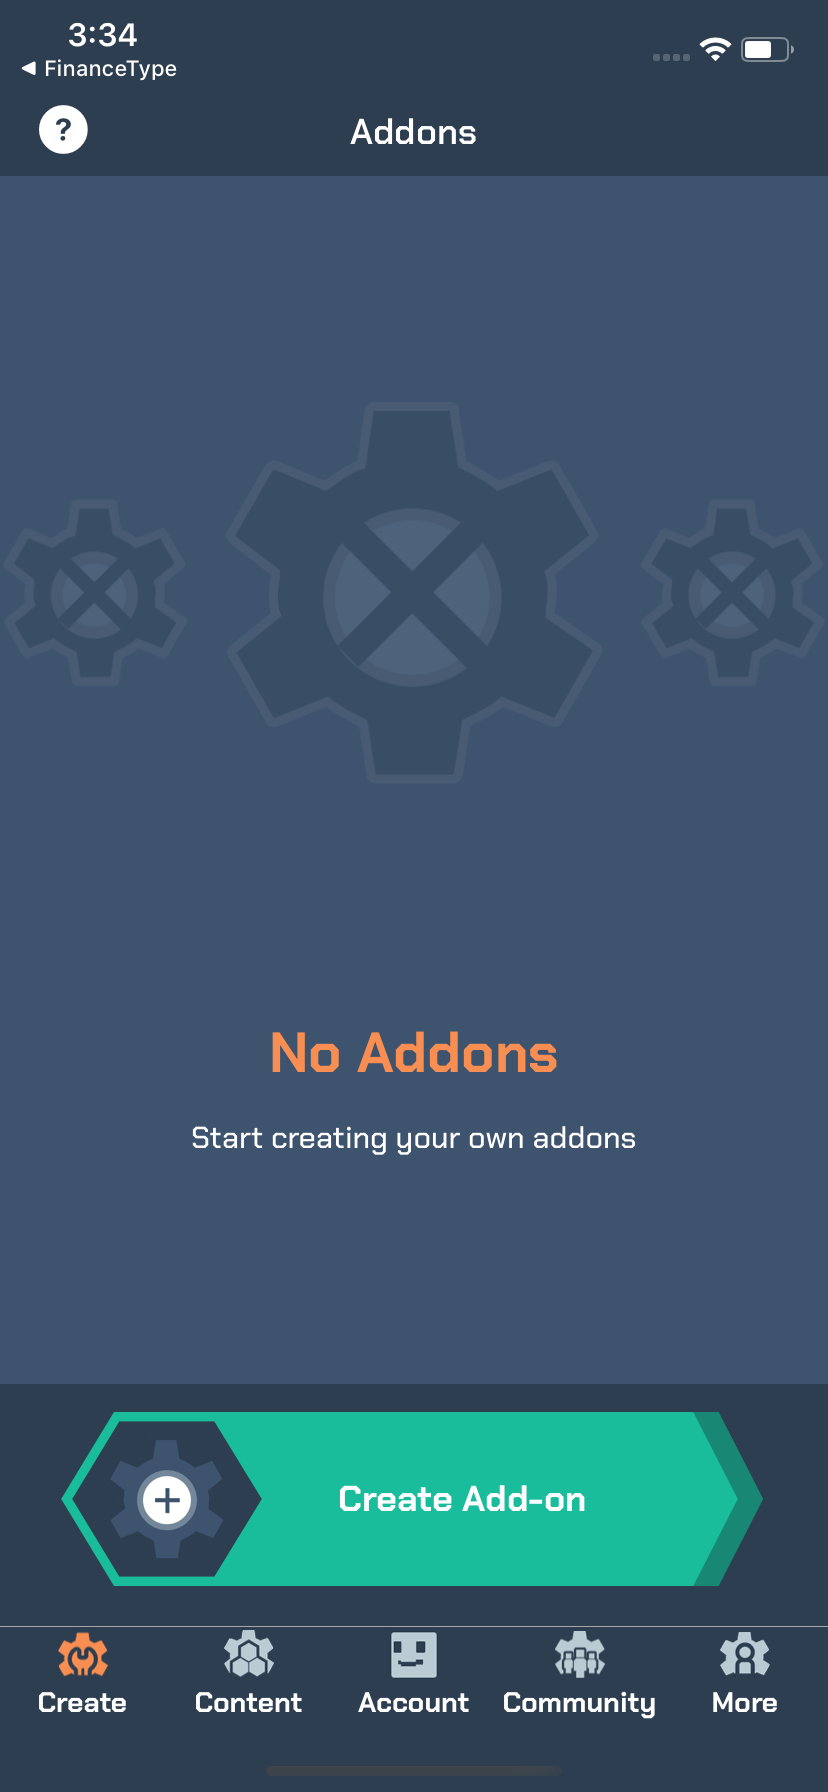 3:34
◀ FinanceType
?
Addons
No Addons
Start creating your own addons
Create Add-on
Create
Content
Account
Community
More